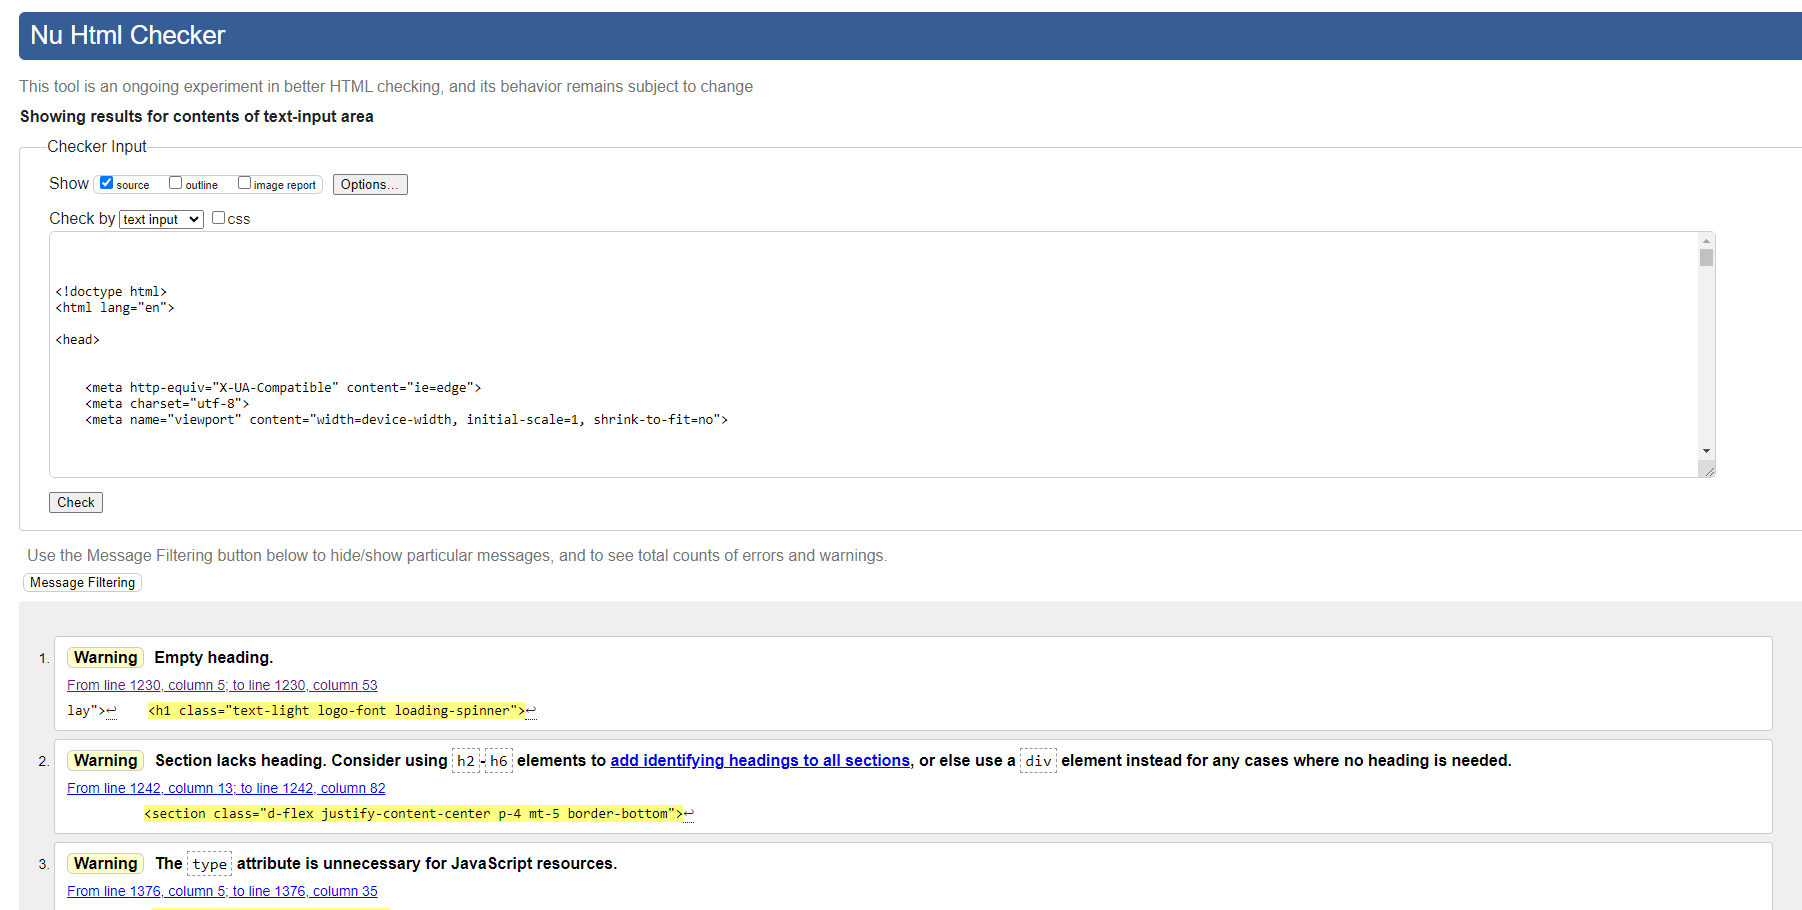 Nu Html Checker
This tool is an ongoing experiment in better HTML checking, and its behavior remains subject to change
Showing results for contents of text-input area
Checker Input
Show source outline image report Options...
Check by text input css
<!doctype html>
<html lang="en">
<head>
<meta http-equiv="X-UA-Compatible" content="ie=edge">
<meta charset="utf-8">
<meta name="viewport" content="width=device-width, initial-scale=1, shrink-to-fit=no">
Check
Use the Message Filtering button below to hide/show particular messages, and to see total counts of errors and warnings.
Message Filtering
1. Warning Empty heading.
From line 1230, column 5; to line 1230, column 53
lay">↩ <h1 class="text-light logo-font loading-spinner">↩
2. Warning Section lacks heading. Consider using h2-h6 elements to add identifying headings to all sections, or else use a div element instead for any cases where no heading is needed.
From line 1242, column 13; to line 1242, column 82
<section class="d-flex justify-content-center p-4 mt-5 border-bottom">↩
3. Warning The type attribute is unnecessary for JavaScript resources.
From line 1376, column 5; to line 1376, column 35